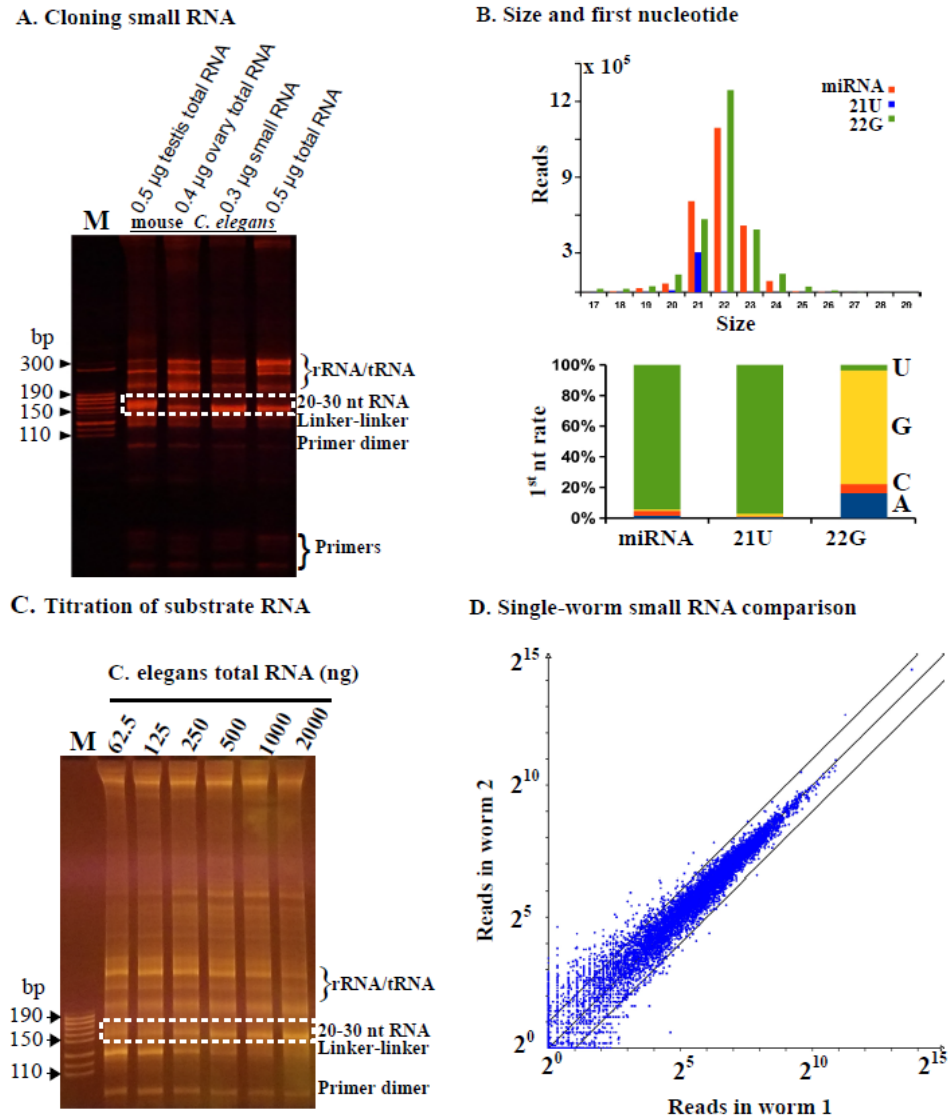 A. Cloning small RNA
0.5 µg testis total RNA
0.4 µg ovary total RNA
0.3 µg small RNA
0.5 µg total RNA
M
mouse C. elegans
bp
300
190
150
110
rRNA/tRNA
20-30 nt RNA
Linker-linker
Primer dimer
Primers
B. Size and first nucleotide
x 10⁵
12
9
3
Reads
miRNA
21U
22G
17 18 19 20 21 22 23 24 25 26 27 28 29
Size
100%
80%
60%
40%
20%
0%
1st nt rate
U
G
C
A
miRNA 21U 22G
C. Titration of substrate RNA
C. elegans total RNA (ng)
M
62.5 125 250 500 1000 2000
bp
190
150
110
rRNA/tRNA
20-30 nt RNA
Linker-linker
Primer dimer
D. Single-worm small RNA comparison
2¹⁵
2¹⁰
2⁵
2⁰
Reads in worm 2
2⁰ 2⁵ 2¹⁰ 2¹⁵
Reads in worm 1